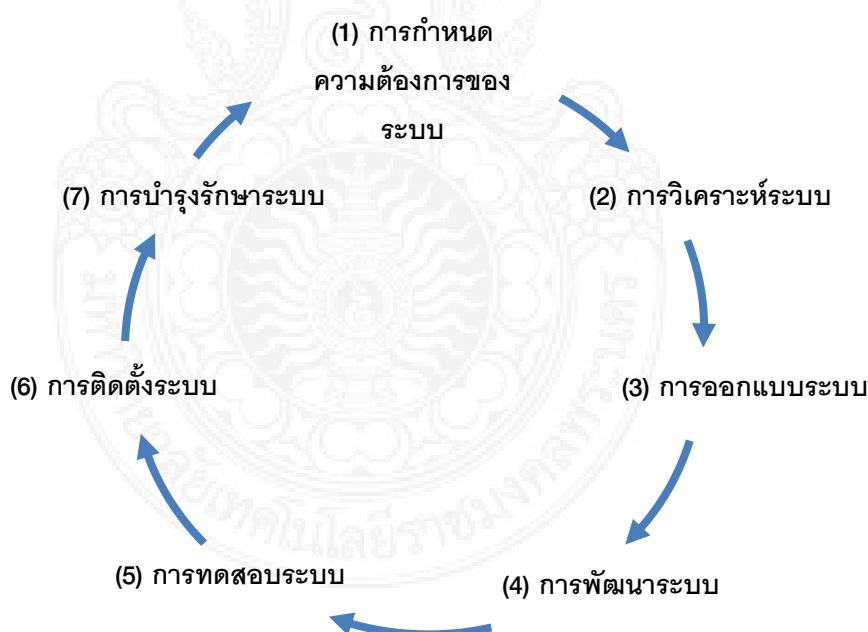 (1) การกำหนด
ความต้องการของ
ระบบ
(2) การวิเคราะห์ระบบ
(3) การออกแบบระบบ
(4) การพัฒนาระบบ
(5) การทดสอบระบบ
(6) การติดตั้งระบบ
(7) การบำรุงรักษาระบบ